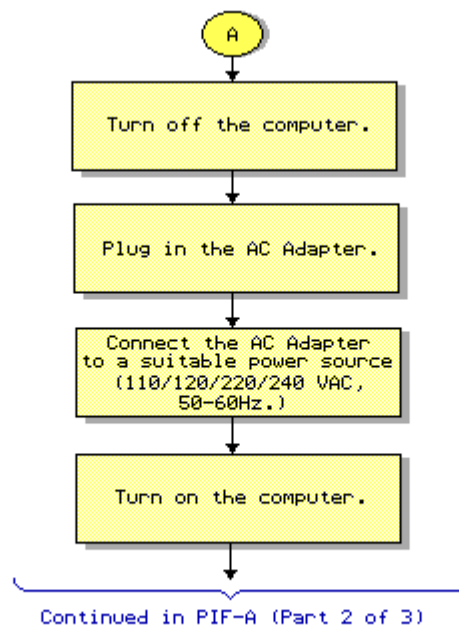 A
Turn off the computer.
Plug in the AC Adapter.
Connect the AC Adapter
to a suitable power source
(110/120/220/240 VAC,
50-60Hz.)
Turn on the computer.
Continued in PIF-A (Part 2 of 3)